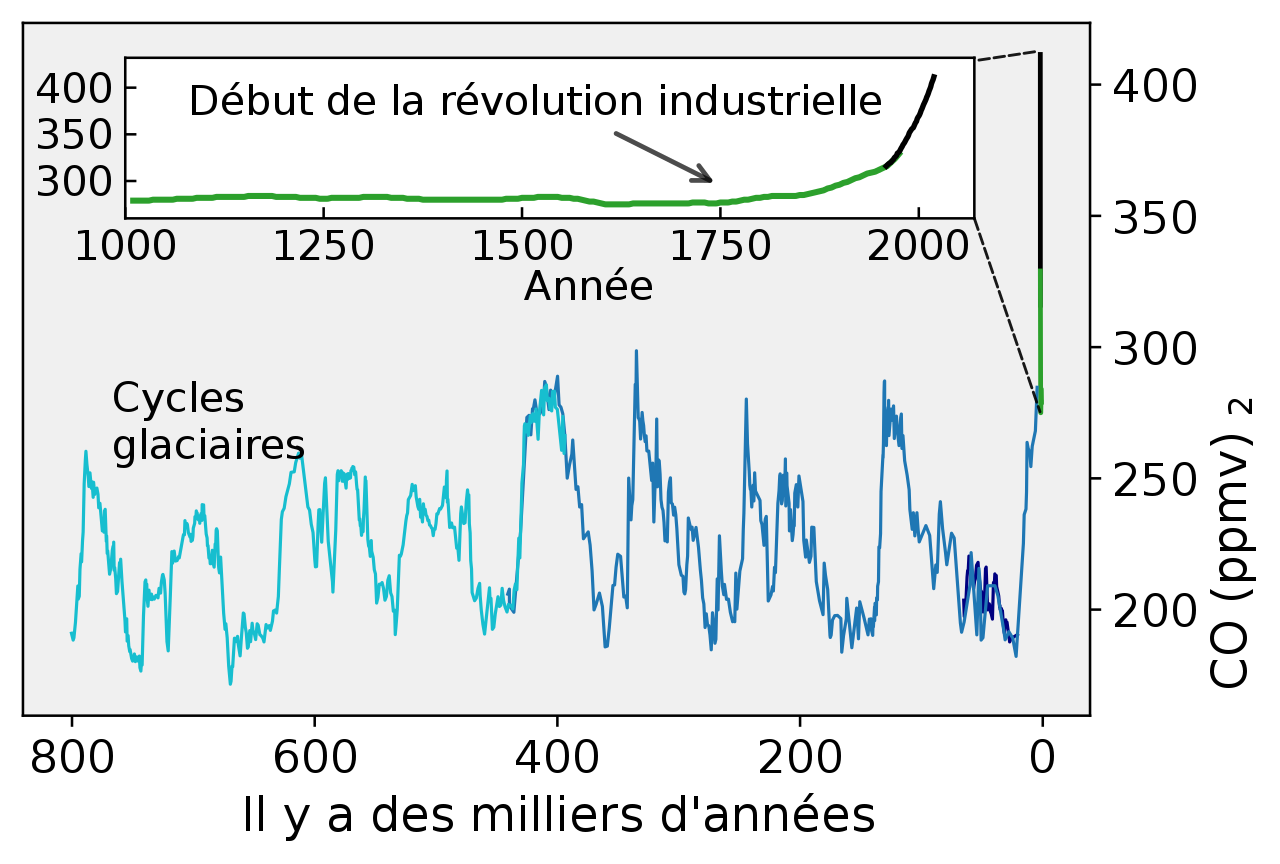 400
350
300
Début de la révolution industrielle
1000 1250 1500 1750 2000
Année
Cycles
glaciaires
400
350
300
250
200
CO (ppmv) 2
800 600 400 200 0
Il y a des milliers d'années